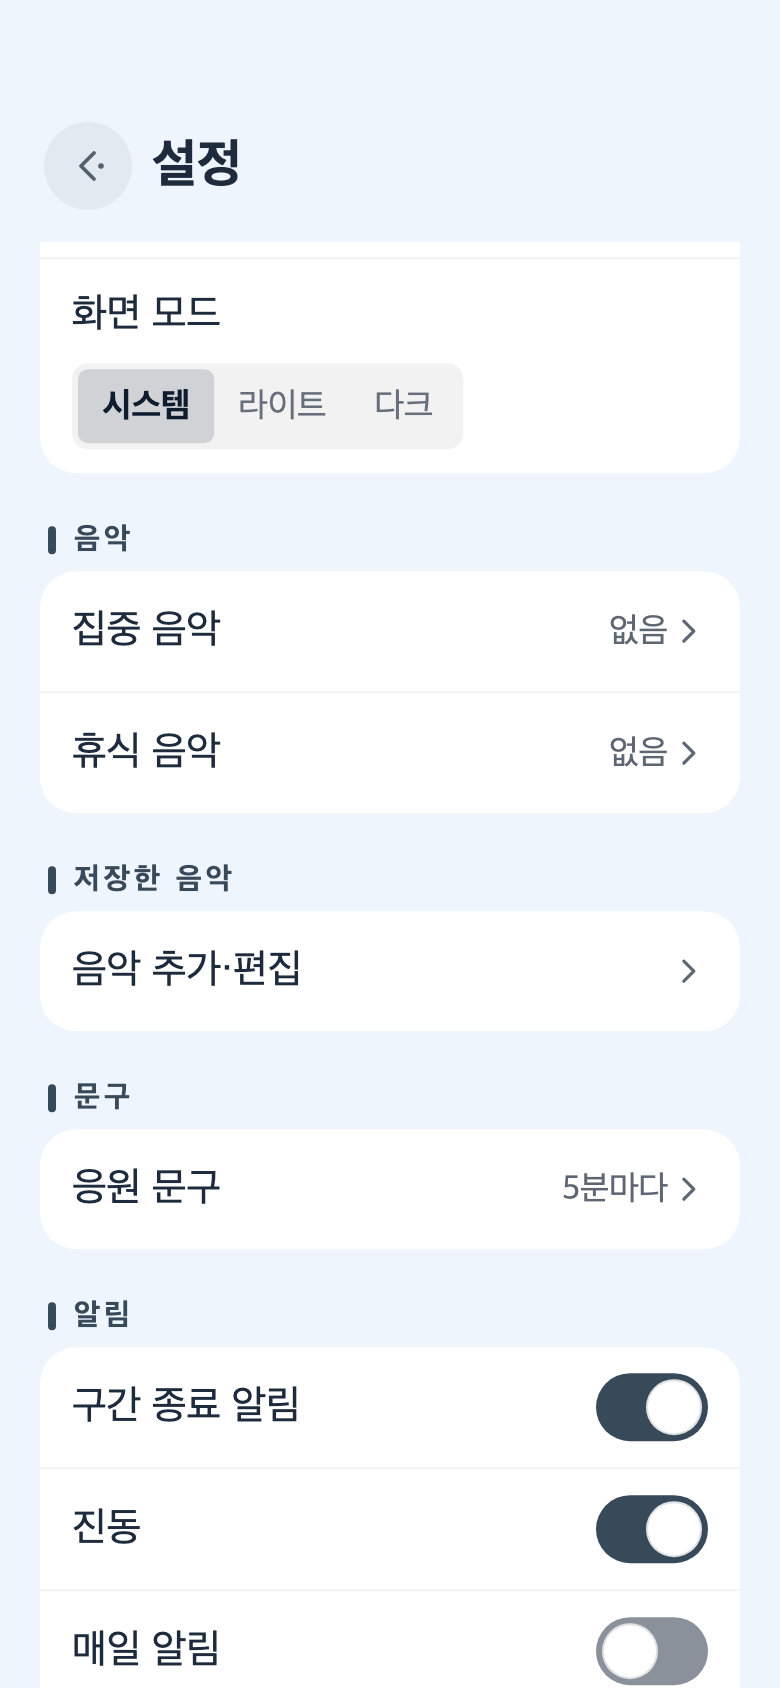 설정
화면 모드
시스템 라이트 다크
음악
집중 음악 없음
휴식 음악 없음
저장한 음악
음악 추가·편집
문구
응원 문구 5분마다
알림
구간 종료 알림
진동
매일 알림